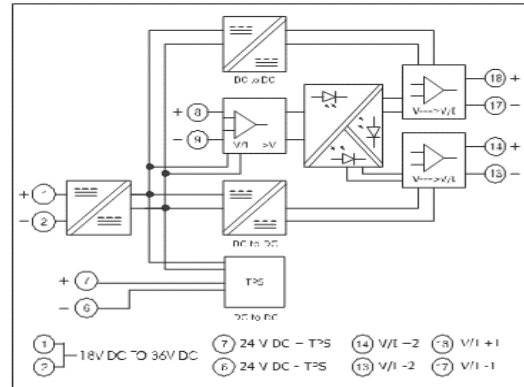 DC to DC
+ 8
− 9
V/I -->V
V--->V/I
18 +
17 −
V--->V/I
14 +
13 −
+ 1
− 2
DC to DC
+ 7
− 6
TPS
DC to DC
1
2
18V DC TO 36V DC
7 24 V DC + TPS
6 24 V DC - TPS
14 V/I +2
13 V/I -2
18 V/I +1
17 V/I -1